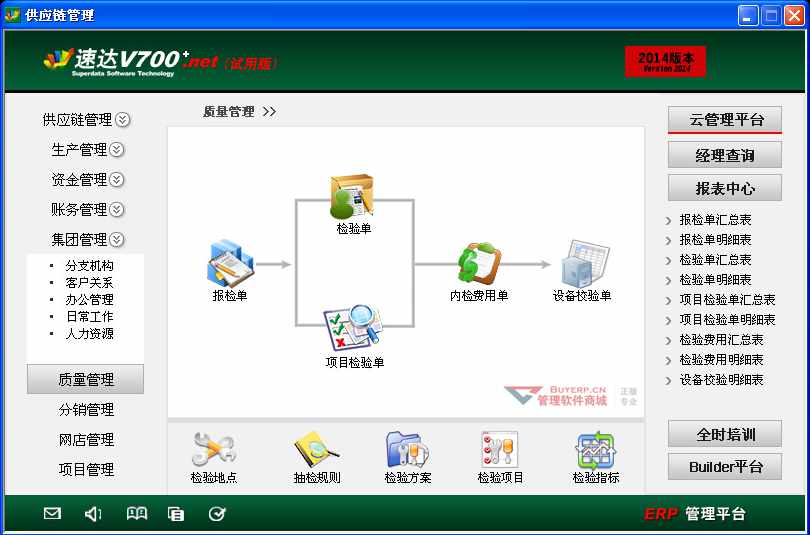 供应链管理
速达V700+.net (试用版)
Superdata Software Technology
2014版本
Version 2014
供应链管理
生产管理
资金管理
账务管理
集团管理
• 分支机构
• 客户关系
• 办公管理
• 日常工作
• 人力资源
质量管理
分销管理
网店管理
项目管理
质量管理 >>
检验单
报检单
内检费用单
设备校验单
项目检验单
BUYERP.CN
管理软件商城
正版
专业
检验地点
抽检规则
检验方案
检验项目
检验指标
云管理平台
经理查询
报表中心
报检单汇总表
报检单明细表
检验单汇总表
检验单明细表
项目检验单汇总表
项目检验单明细表
检验费用汇总表
检验费用明细表
设备校验明细表
全时培训
Builder平台
ERP 管理平台